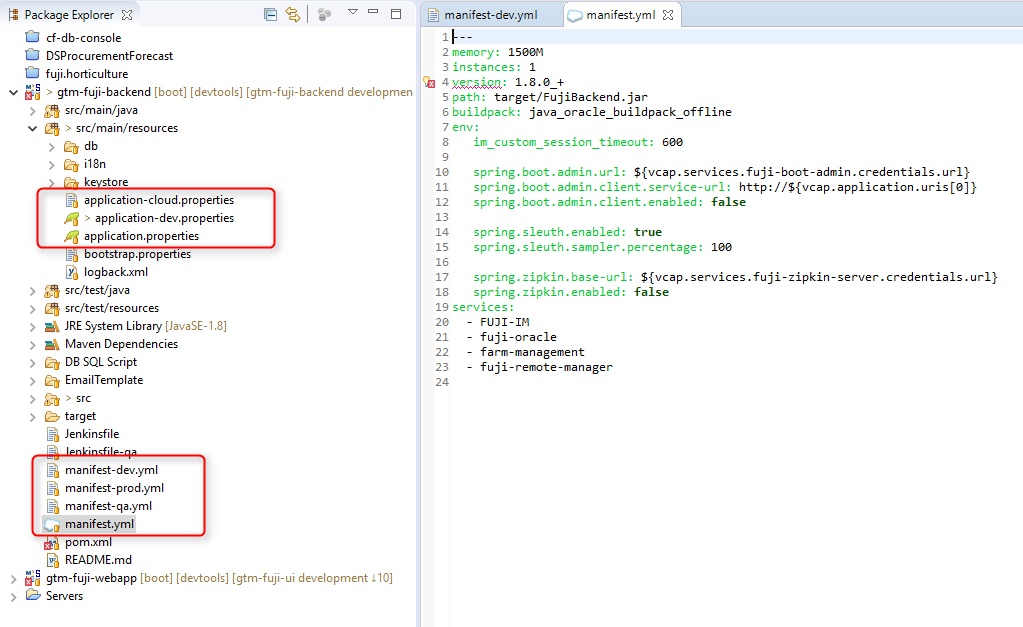 Package Explorer
cf-db-console
DSProcurementForecast
fuji.horticulture
> gtm-fuji-backend [boot] [devtools] [gtm-fuji-backend developmen
src/main/java
> src/main/resources
db
i18n
keystore
application-cloud.properties
> application-dev.properties
application.properties
bootstrap.properties
logback.xml
src/test/java
src/test/resources
JRE System Library [JavaSE-1.8]
Maven Dependencies
DB SQL Script
EmailTemplate
> src
target
Jenkinsfile
Jenkinsfile-qa
manifest-dev.yml
manifest-prod.yml
manifest-qa.yml
manifest.yml
pom.xml
README.md
gtm-fuji-webapp [boot] [devtools] [gtm-fuji-ui development ↓10]
Servers
manifest-dev.yml
manifest.yml
1 ---
2 memory: 1500M
3 instances: 1
4 version: 1.8.0_+
5 path: target/FujiBackend.jar
6 buildpack: java_oracle_buildpack_offline
7 env:
8 im_custom_session_timeout: 600
9
10 spring.boot.admin.url: ${vcap.services.fuji-boot-admin.credentials.url}
11 spring.boot.admin.client.service-url: http://${vcap.application.uris[0]}
12 spring.boot.admin.client.enabled: false
13
14 spring.sleuth.enabled: true
15 spring.sleuth.sampler.percentage: 100
16
17 spring.zipkin.base-url: ${vcap.services.fuji-zipkin-server.credentials.url}
18 spring.zipkin.enabled: false
19 services:
20 - FUJI-IM
21 - fuji-oracle
22 - farm-management
23 - fuji-remote-manager
24